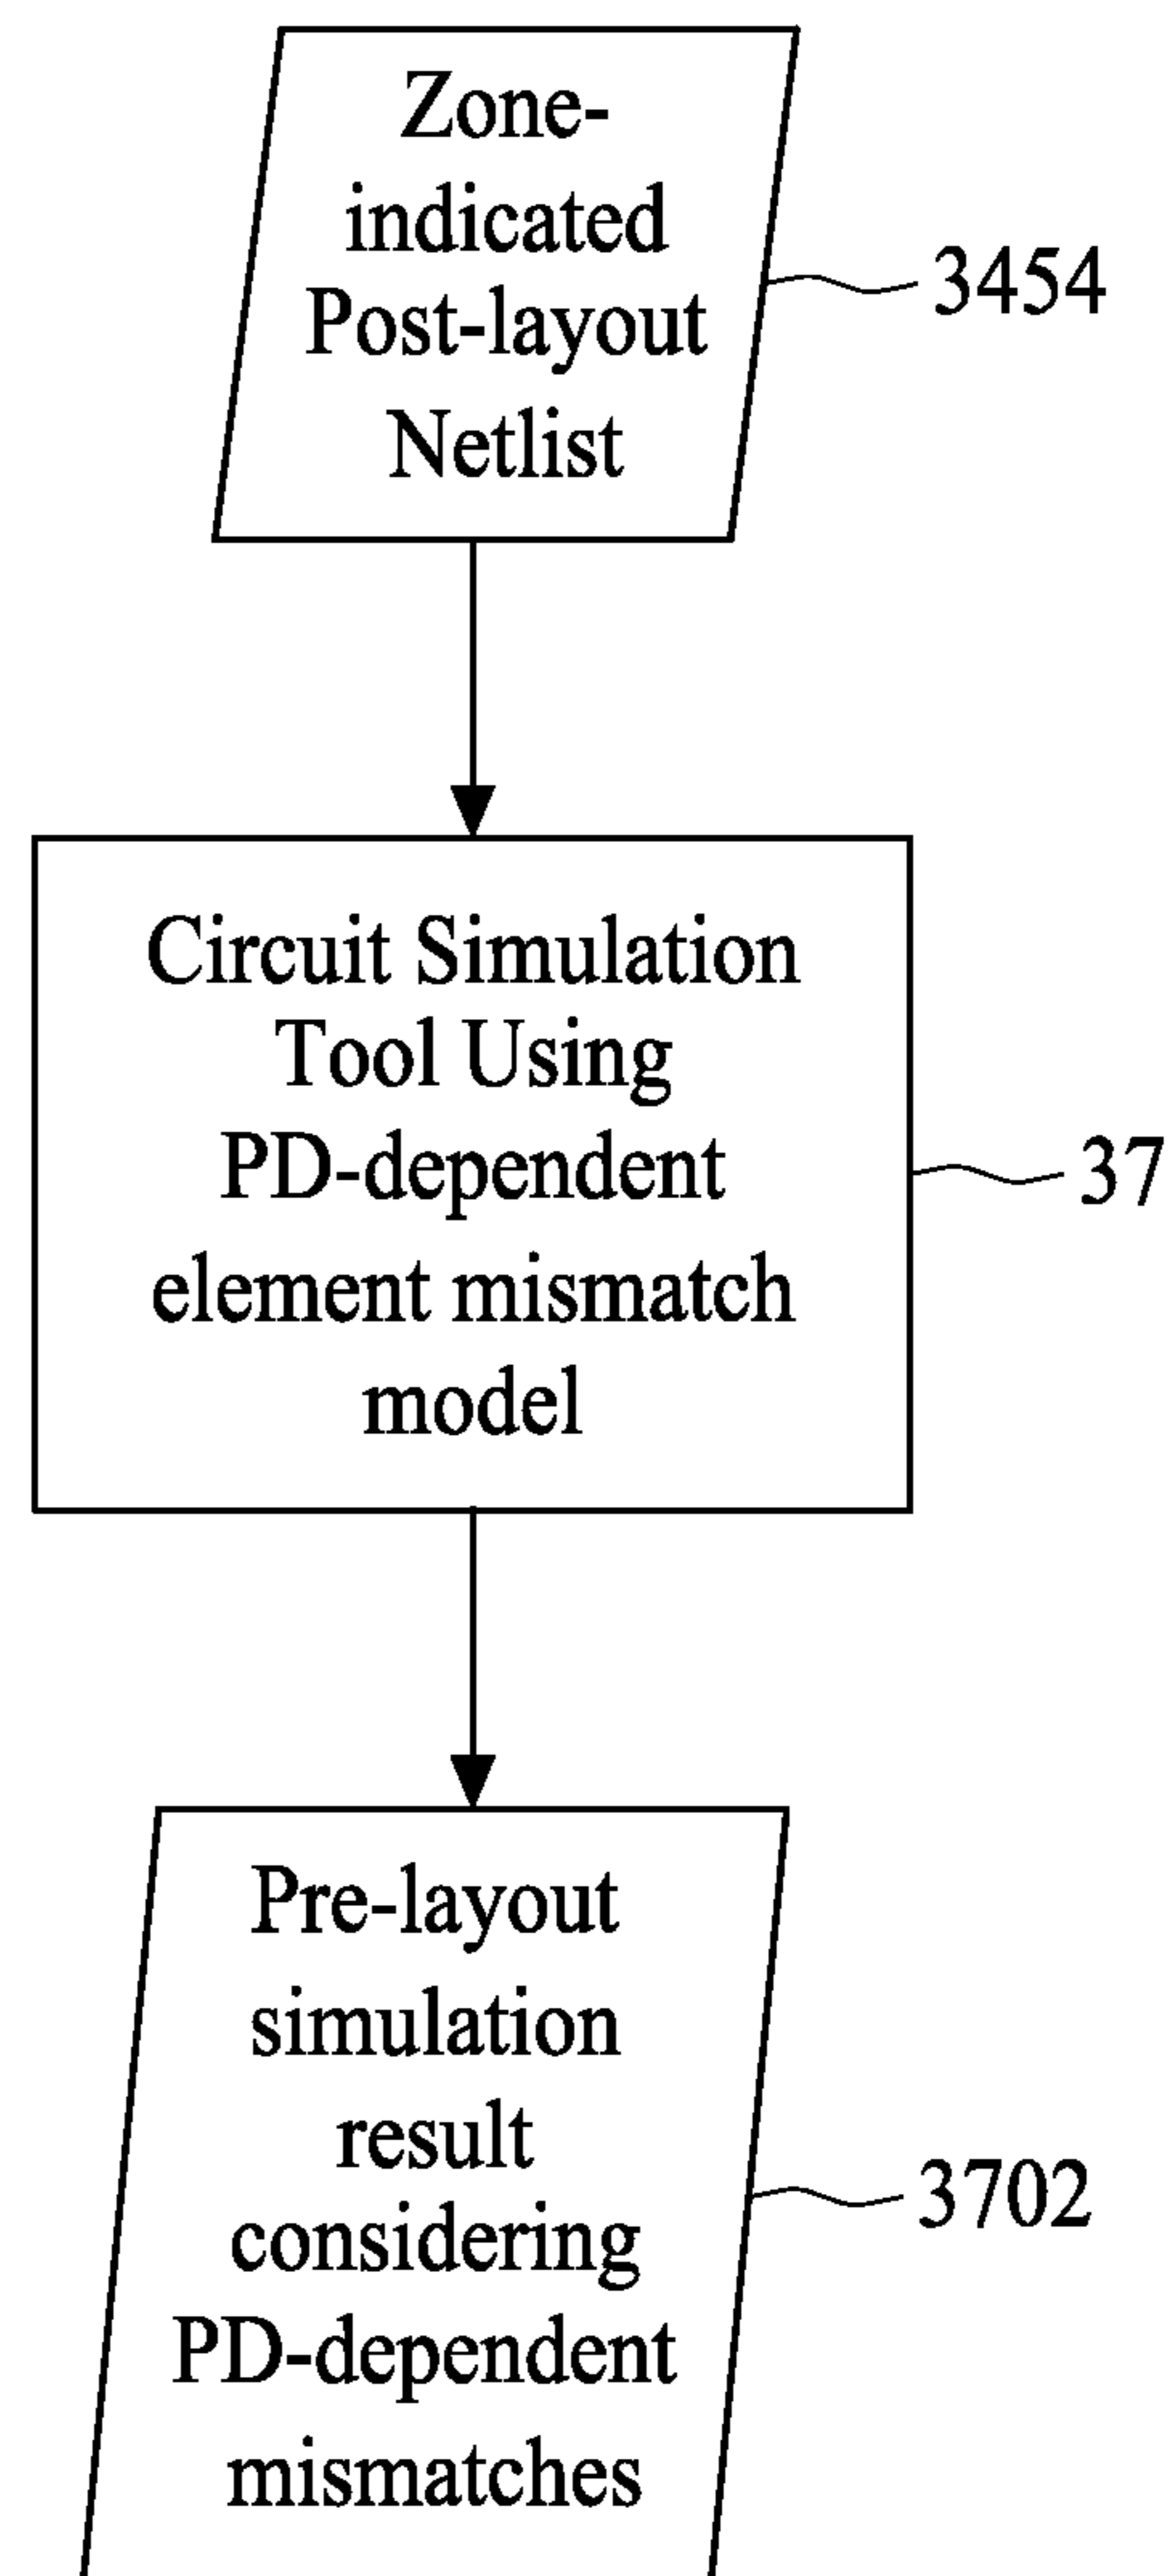 Zone-
indicated
Post-layout
Netlist
3454
Circuit Simulation
Tool Using
PD-dependent
element mismatch
model
37
Pre-layout
simulation
result
considering
PD-dependent
mismatches
3702